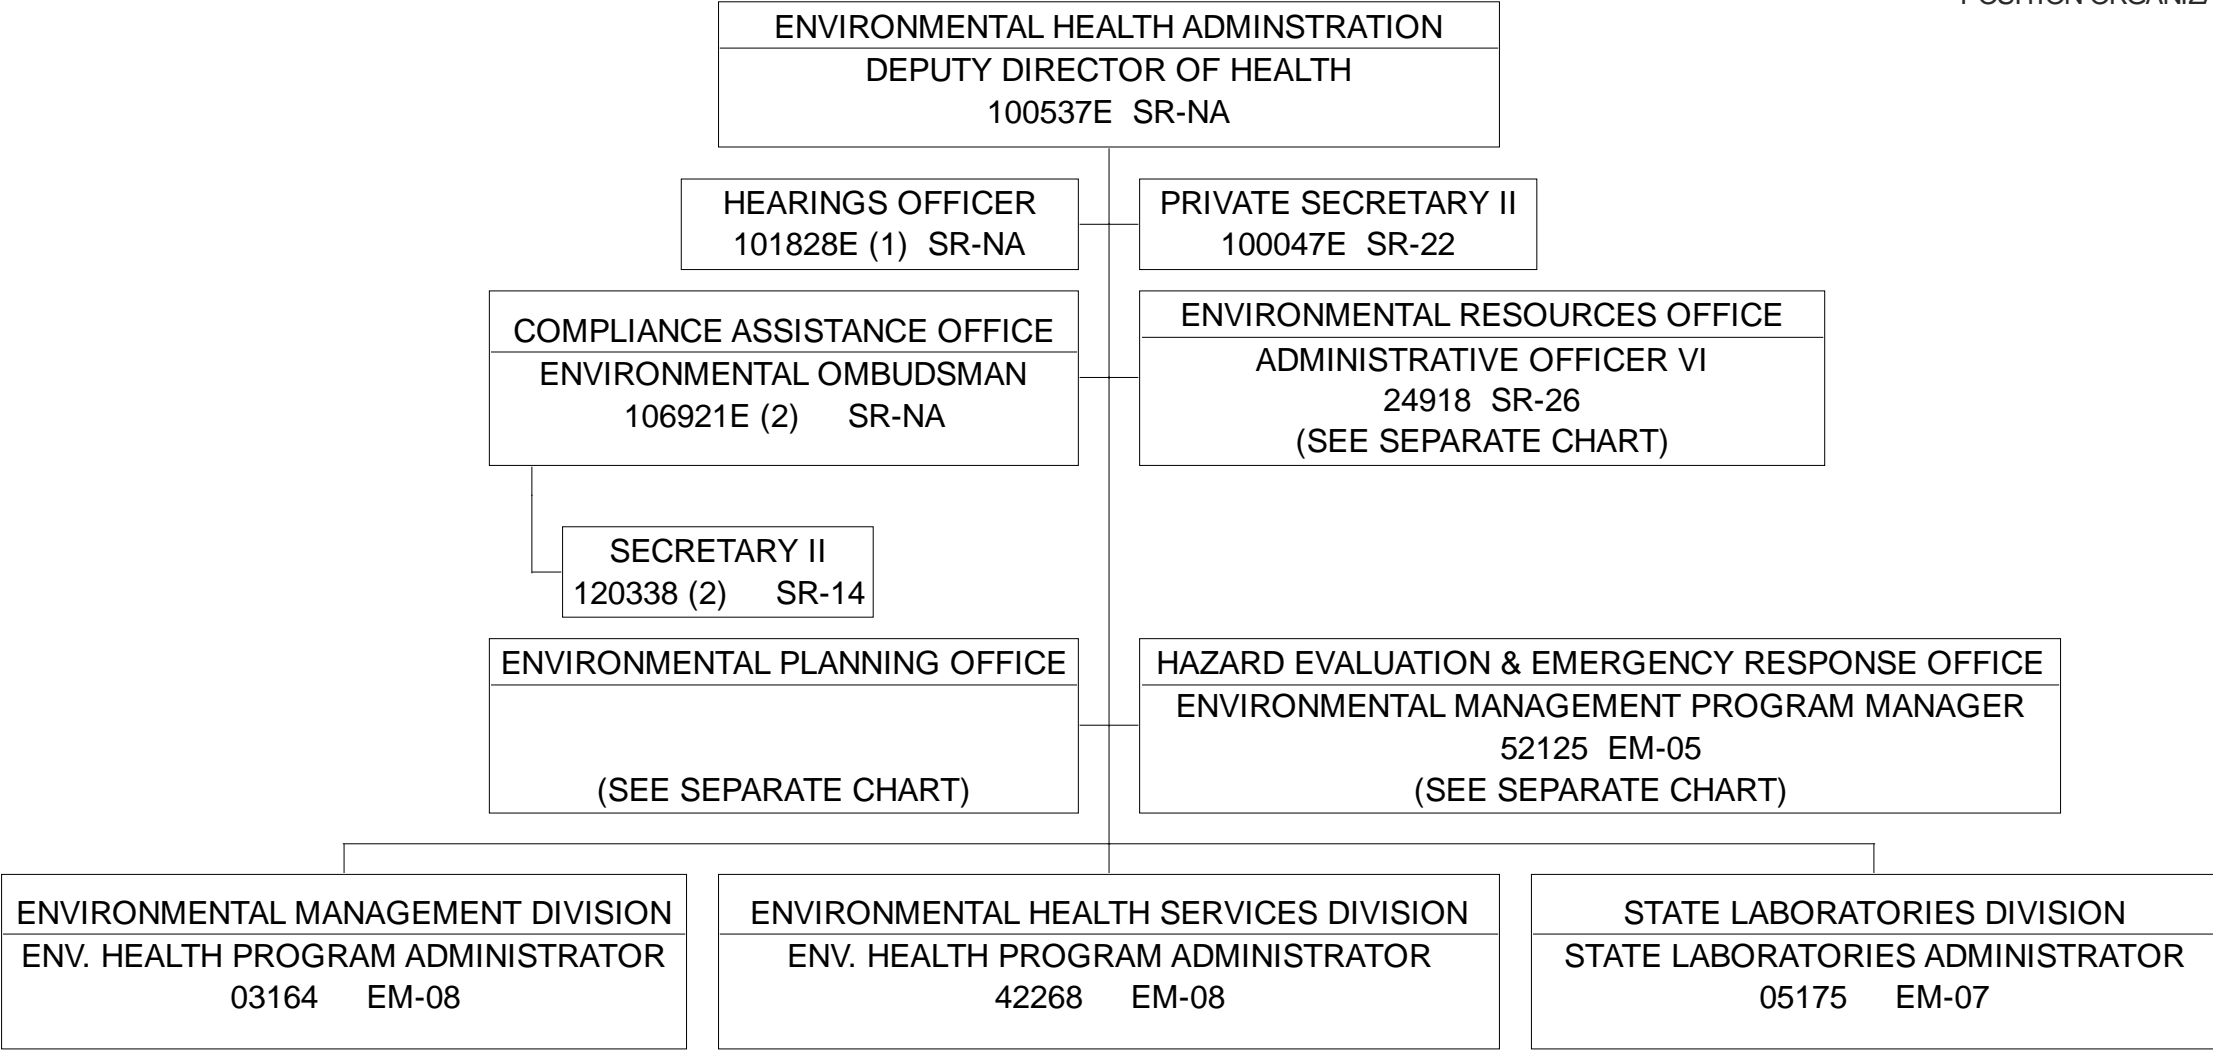 ENVIRONMENTAL HEALTH ADMINSTRATION
DEPUTY DIRECTOR OF HEALTH
100537E SR-NA
HEARINGS OFFICER
101828E (1) SR-NA
PRIVATE SECRETARY II
100047E SR-22
COMPLIANCE ASSISTANCE OFFICE
ENVIRONMENTAL OMBUDSMAN
106921E (2) SR-NA
ENVIRONMENTAL RESOURCES OFFICE
ADMINISTRATIVE OFFICER VI
24918 SR-26
(SEE SEPARATE CHART)
SECRETARY II
120338 (2) SR-14
ENVIRONMENTAL PLANNING OFFICE
(SEE SEPARATE CHART)
HAZARD EVALUATION & EMERGENCY RESPONSE OFFICE
ENVIRONMENTAL MANAGEMENT PROGRAM MANAGER
52125 EM-05
(SEE SEPARATE CHART)
ENVIRONMENTAL MANAGEMENT DIVISION
ENV. HEALTH PROGRAM ADMINISTRATOR
03164 EM-08
ENVIRONMENTAL HEALTH SERVICES DIVISION
ENV. HEALTH PROGRAM ADMINISTRATOR
42268 EM-08
STATE LABORATORIES DIVISION
STATE LABORATORIES ADMINISTRATOR
05175 EM-07